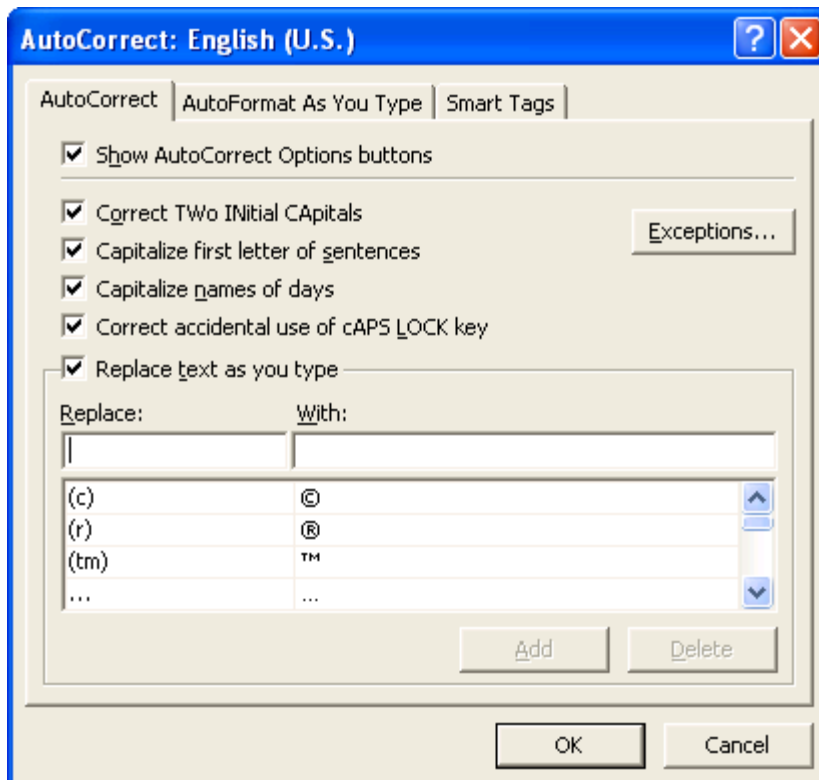 AutoCorrect: English (U.S.)
AutoCorrect AutoFormat As You Type Smart Tags
Show AutoCorrect Options buttons
Correct TWo INitial CApitals
Exceptions...
Capitalize first letter of sentences
Capitalize names of days
Correct accidental use of cAPS LOCK key
Replace text as you type
Replace: With:
(c) ©
(r) ®
(tm) ™
... …
Add Delete
OK Cancel